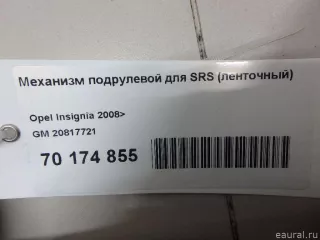 Механизм подрулевой для SRS (ленточный)
Opel Insignia 2008>
GM 20817721
70 174 855
eaural.ru